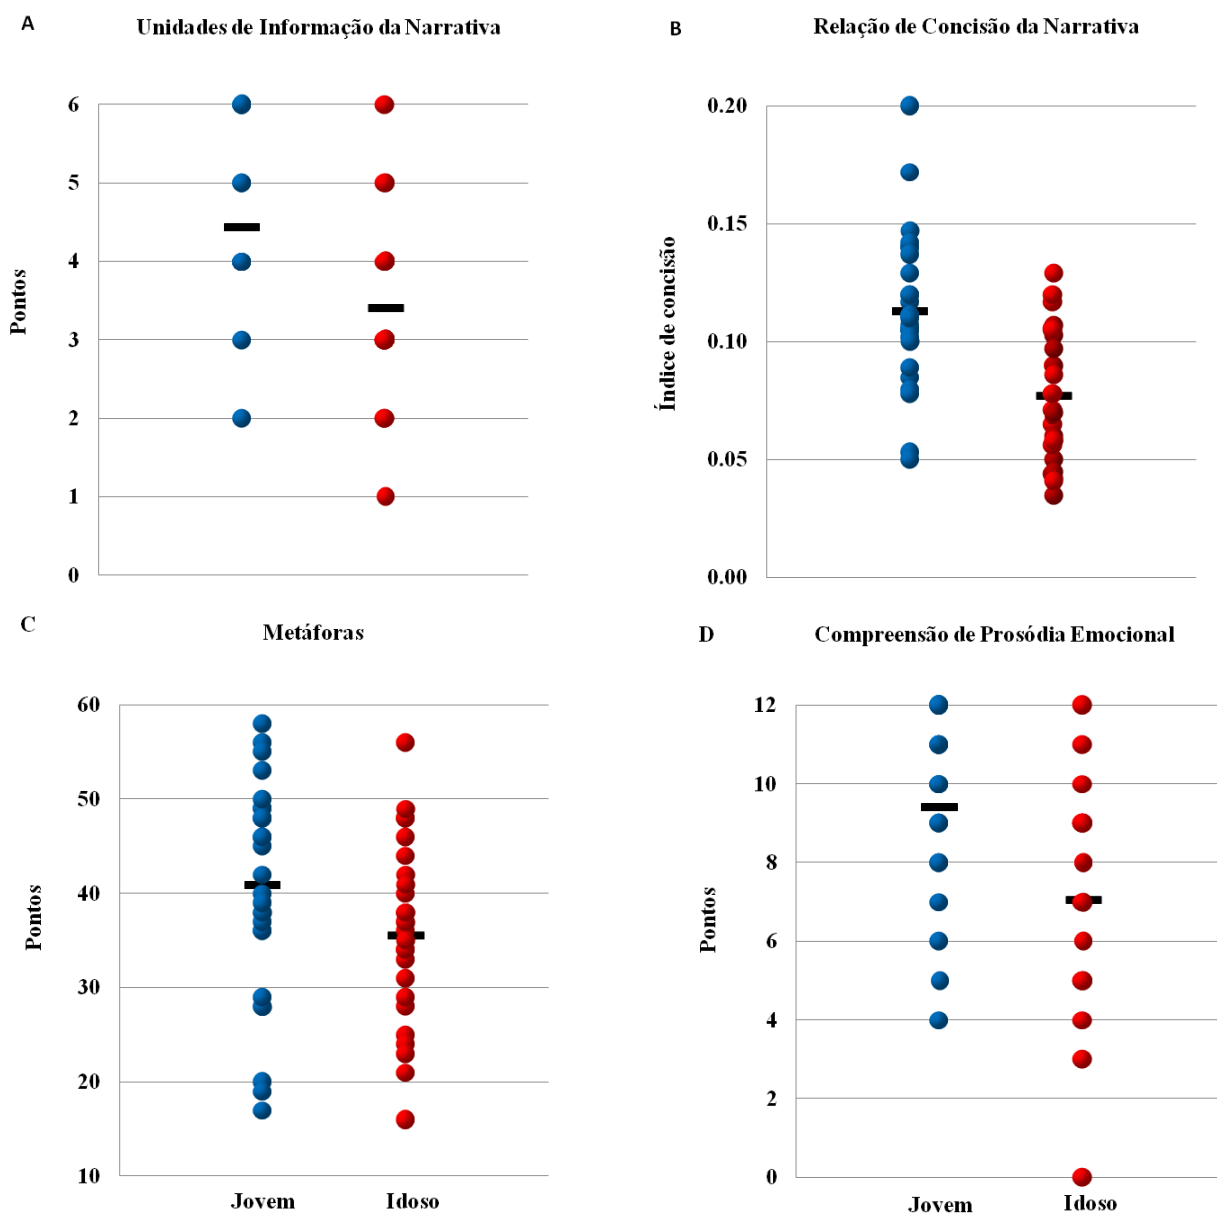 A
Unidades de Informação da Narrativa
6
5
4
3
2
1
0
Pontos
B
Relação de Concisão da Narrativa
0.20
0.15
0.10
0.05
0.00
Índice de concisão
C
Metáforas
60
50
40
30
20
10
Pontos
Jovem Idoso
D
Compreensão de Prosódia Emocional
12
10
8
6
4
2
0
Pontos
Jovem Idoso